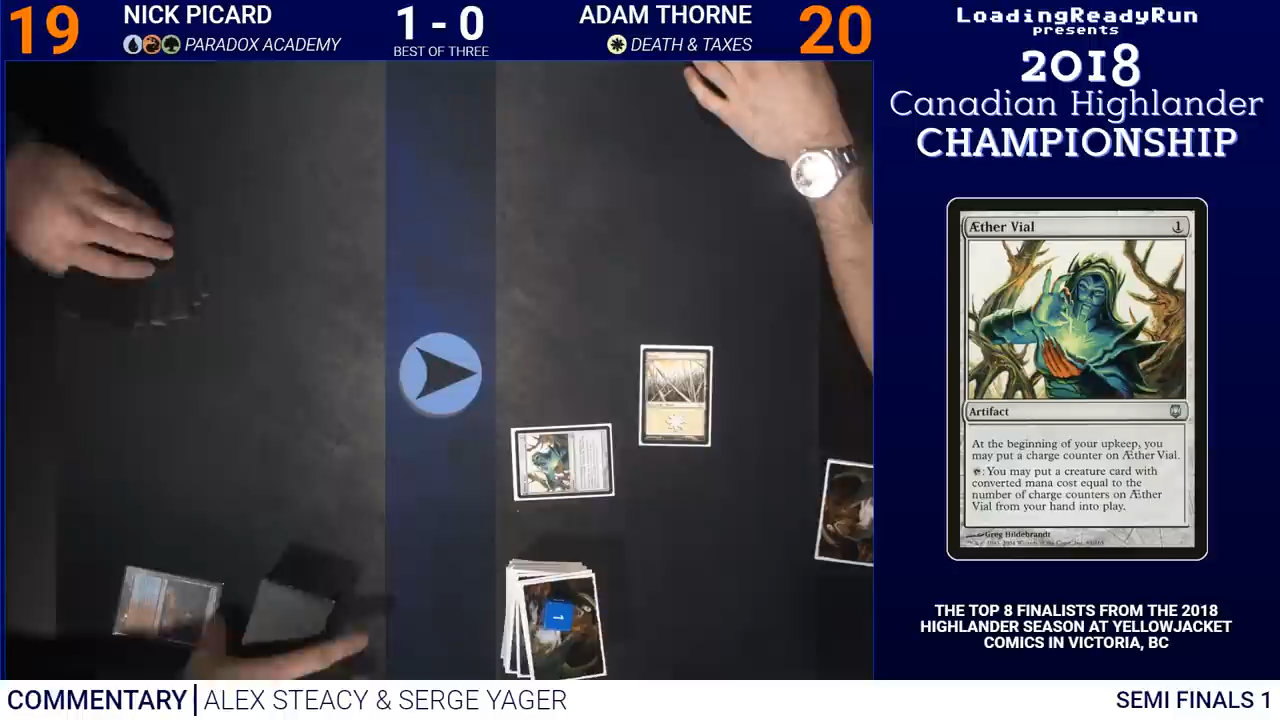 19
NICK PICARD
PARADOX ACADEMY
1 - 0
BEST OF THREE
ADAM THORNE
DEATH & TAXES
20
LoadingReadyRun
presents
2018
Canadian Highlander
CHAMPIONSHIP
Æther Vial 1
Artifact
At the beginning of your upkeep, you
may put a charge counter on Æther Vial.
: You may put a creature card with
converted mana cost equal to the
number of charge counters on Æther
Vial from your hand into play.
Greg Hildebrandt
1
THE TOP 8 FINALISTS FROM THE 2018
HIGHLANDER SEASON AT YELLOWJACKET
COMICS IN VICTORIA, BC
COMMENTARY | ALEX STEACY & SERGE YAGER
SEMI FINALS 1